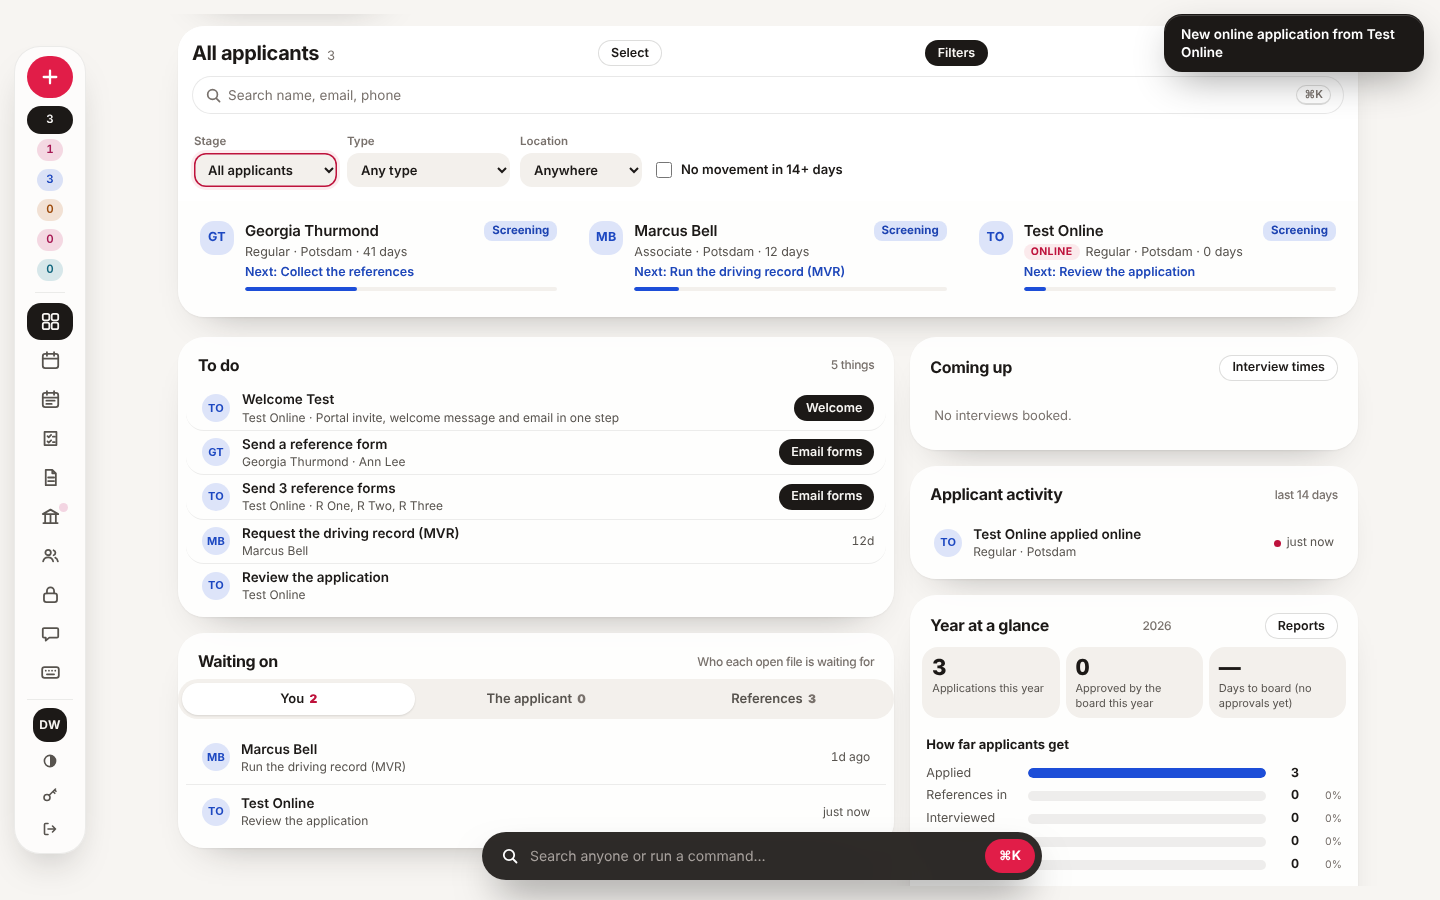 New online application from Test
Online
All applicants 3
Select
Filters
Search name, email, phone
⌘K
Stage
Type
Location
All applicants
Any type
Anywhere
No movement in 14+ days
GT
Georgia Thurmond
Screening
Regular · Potsdam · 41 days
Next: Collect the references
MB
Marcus Bell
Screening
Associate · Potsdam · 12 days
Next: Run the driving record (MVR)
TO
Test Online
Screening
ONLINE Regular · Potsdam · 0 days
Next: Review the application
3
1
3
0
0
0
DW
To do
5 things
TO
Welcome Test
Test Online · Portal invite, welcome message and email in one step
Welcome
GT
Send a reference form
Georgia Thurmond · Ann Lee
Email forms
TO
Send 3 reference forms
Test Online · R One, R Two, R Three
Email forms
MB
Request the driving record (MVR)
Marcus Bell
12d
TO
Review the application
Test Online
Waiting on
Who each open file is waiting for
You 2
The applicant 0
References 3
MB
Marcus Bell
Run the driving record (MVR)
1d ago
TO
Test Online
Review the application
just now
Coming up
Interview times
No interviews booked.
Applicant activity
last 14 days
TO
Test Online applied online
Regular · Potsdam
just now
Year at a glance
2026
Reports
3
Applications this year
0
Approved by the
board this year
—
Days to board (no
approvals yet)
How far applicants get
Applied
3
References in
0
0%
Interviewed
0
0%
0
0%
0
0%
Search anyone or run a command...
⌘K